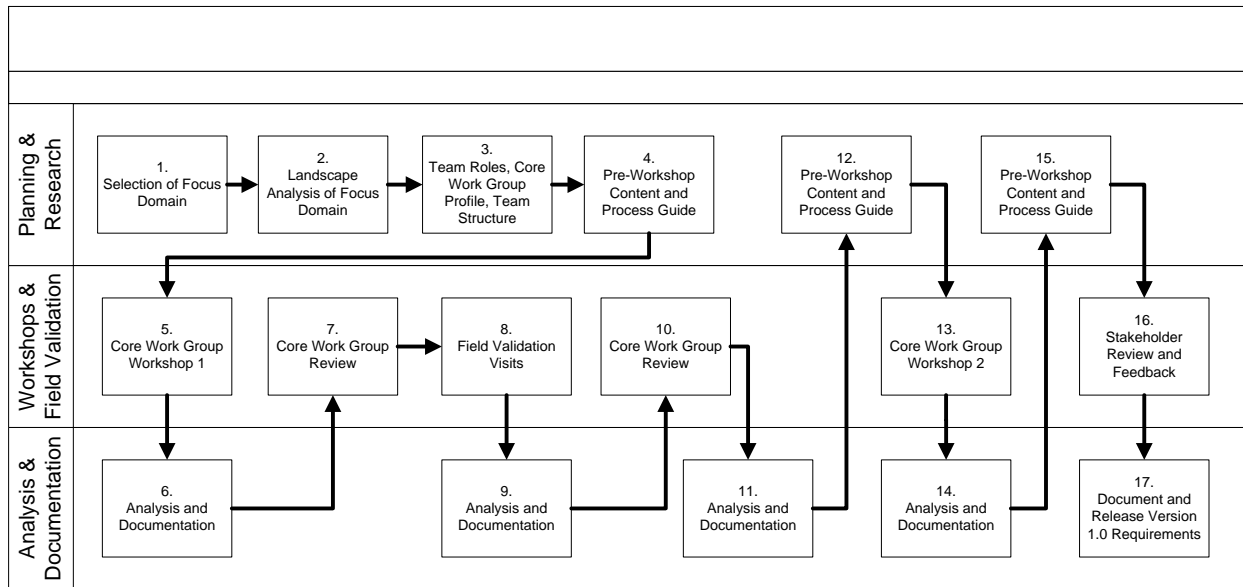 Planning &
Research
1.
Selection of Focus
Domain
2.
Landscape
Analysis of Focus
Domain
3.
Team Roles, Core
Work Group
Profile, Team
Structure
4.
Pre-Workshop
Content and
Process Guide
12.
Pre-Workshop
Content and
Process Guide
15.
Pre-Workshop
Content and
Process Guide
Workshops &
Field Validation
5.
Core Work Group
Workshop 1
7.
Core Work Group
Review
8.
Field Validation
Visits
10.
Core Work Group
Review
13.
Core Work Group
Workshop 2
16.
Stakeholder
Review and
Feedback
Analysis &
Documentation
6.
Analysis and
Documentation
9.
Analysis and
Documentation
11.
Analysis and
Documentation
14.
Analysis and
Documentation
17.
Document and
Release Version
1.0 Requirements